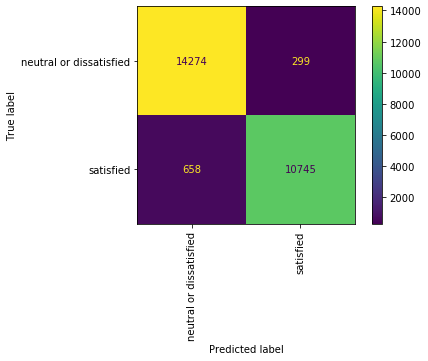 neutral or dissatisfied
satisfied
True label
14274
299
658
10745
neutral or dissatisfied
satisfied
Predicted label
14000
12000
10000
8000
6000
4000
2000